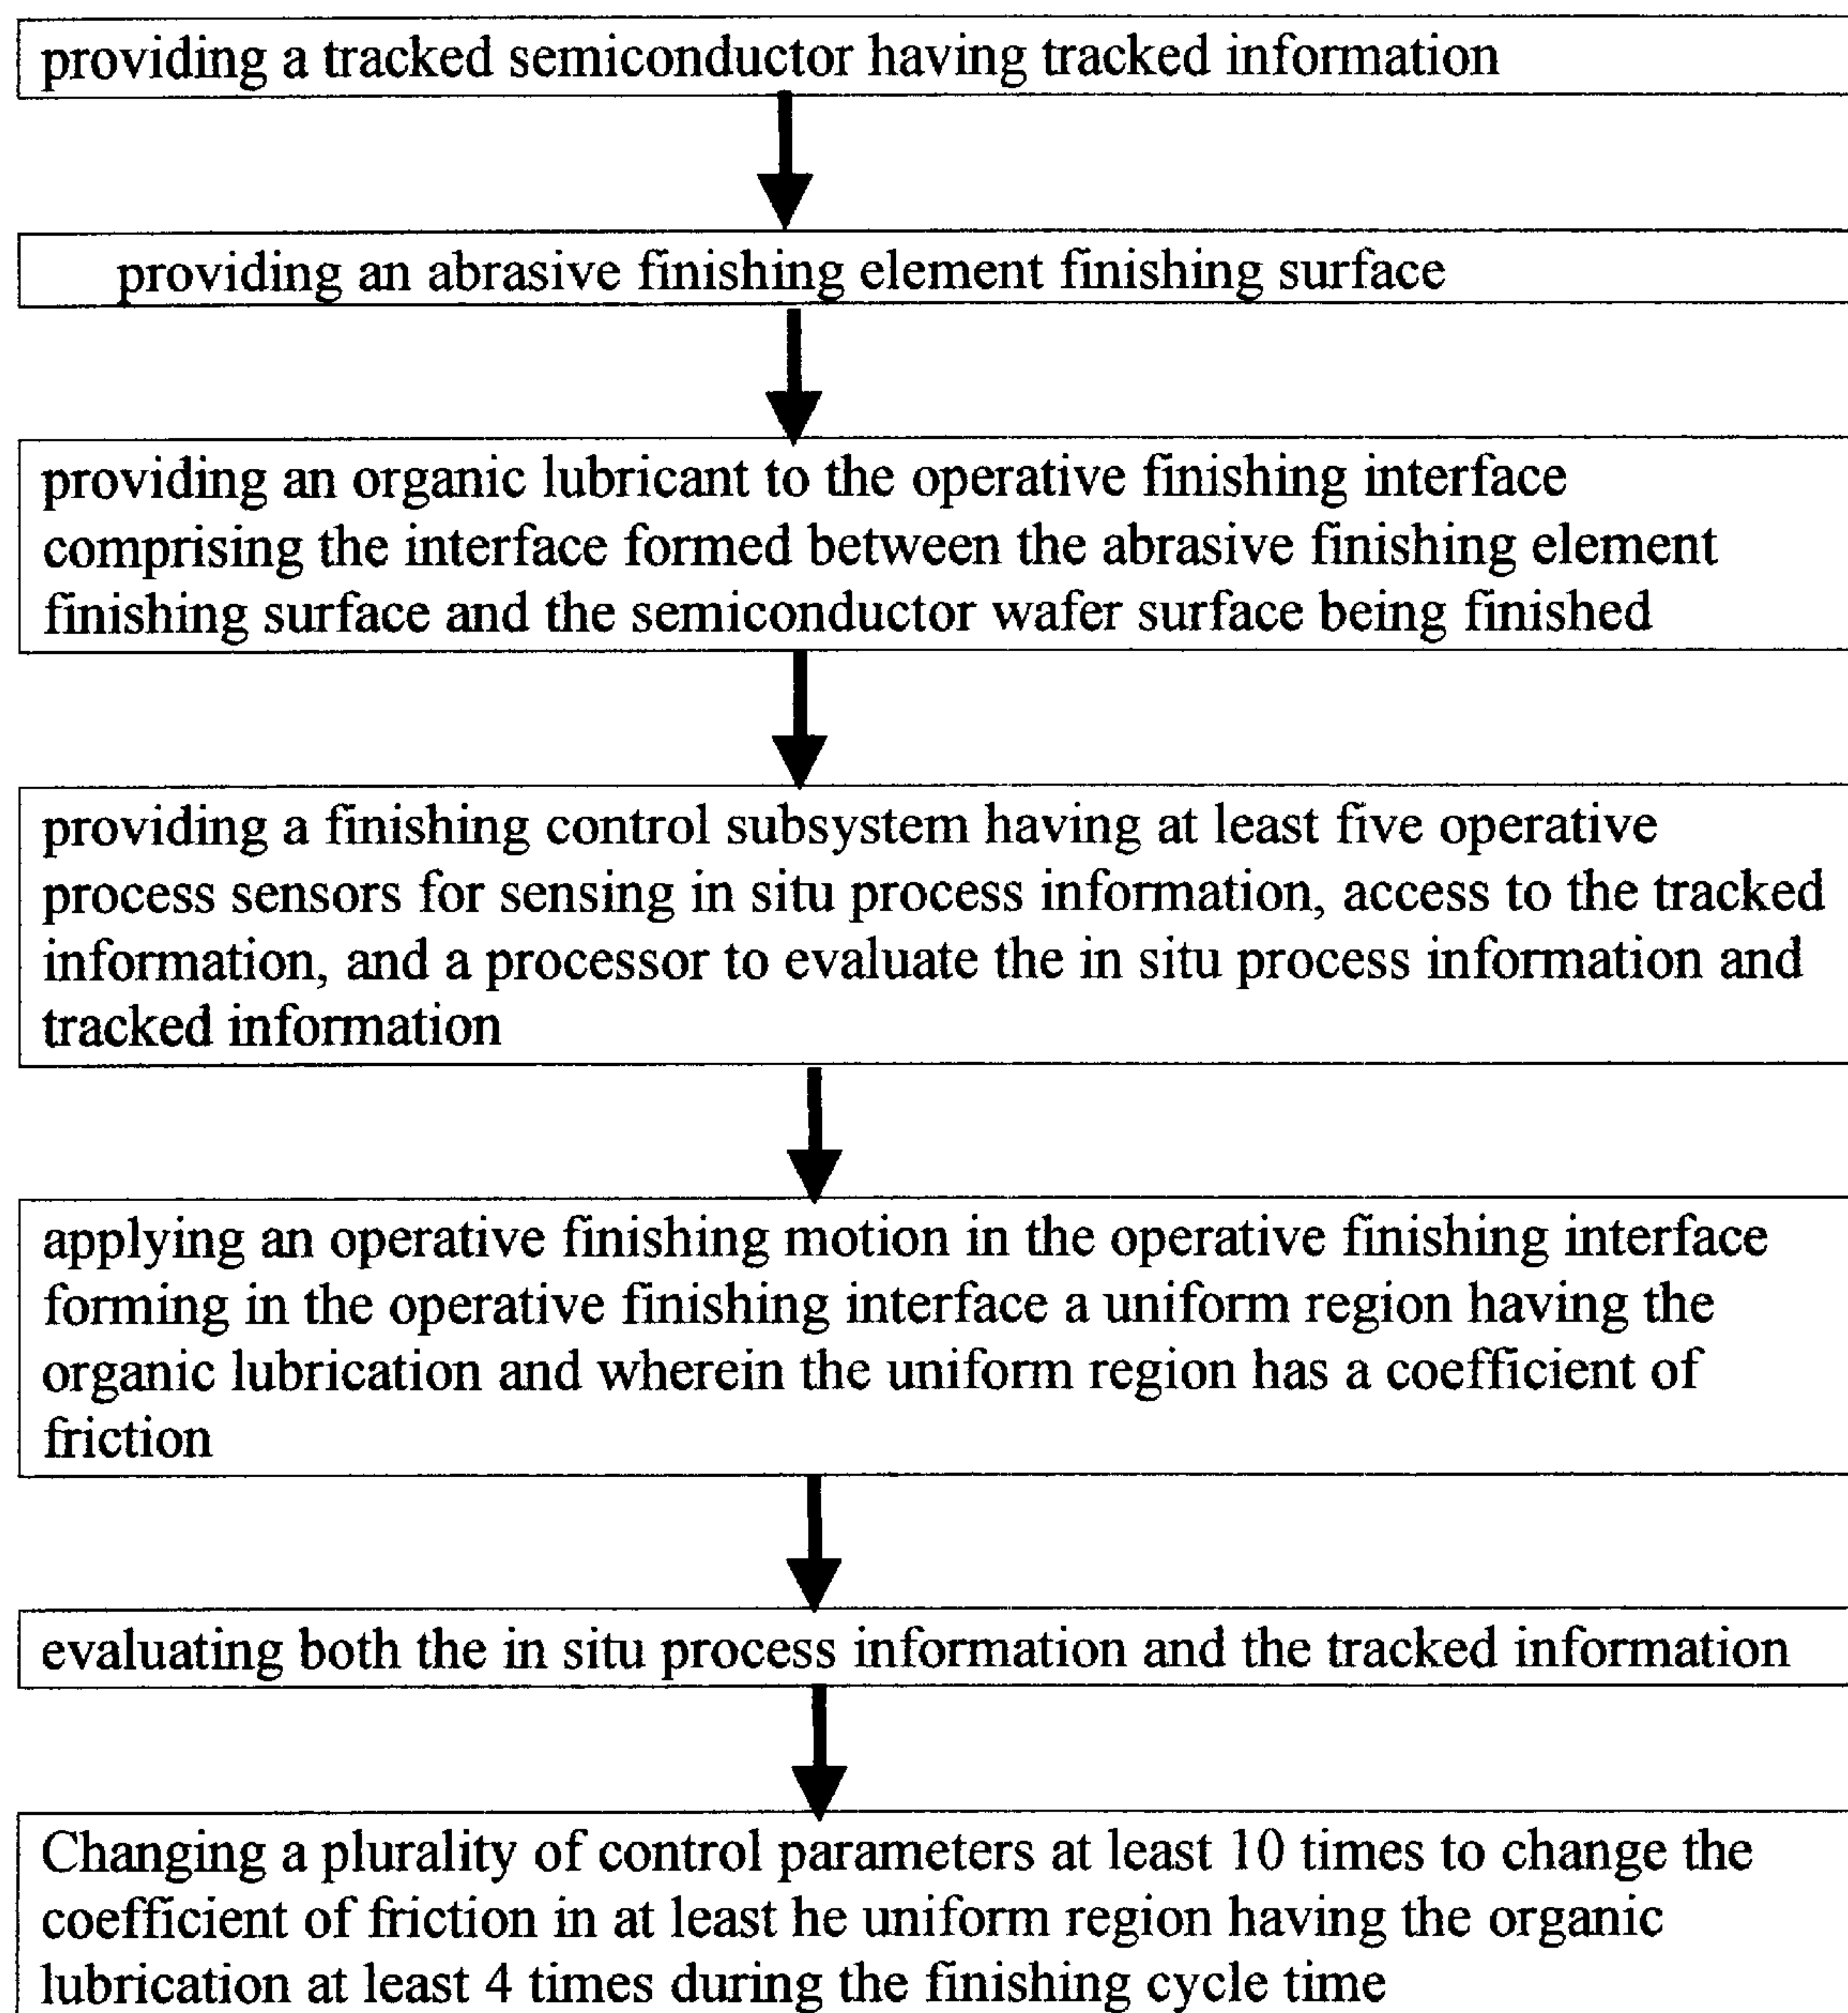 providing a tracked semiconductor having tracked information
providing an abrasive finishing element finishing surface
providing an organic lubricant to the operative finishing interface
comprising the interface formed between the abrasive finishing element
finishing surface and the semiconductor wafer surface being finished
providing a finishing control subsystem having at least five operative
process sensors for sensing in situ process information, access to the tracked
information, and a processor to evaluate the in situ process information and
tracked information
applying an operative finishing motion in the operative finishing interface
forming in the operative finishing interface a uniform region having the
organic lubrication and wherein the uniform region has a coefficient of
friction
evaluating both the in situ process information and the tracked information
Changing a plurality of control parameters at least 10 times to change the
coefficient of friction in at least he uniform region having the organic
lubrication at least 4 times during the finishing cycle time